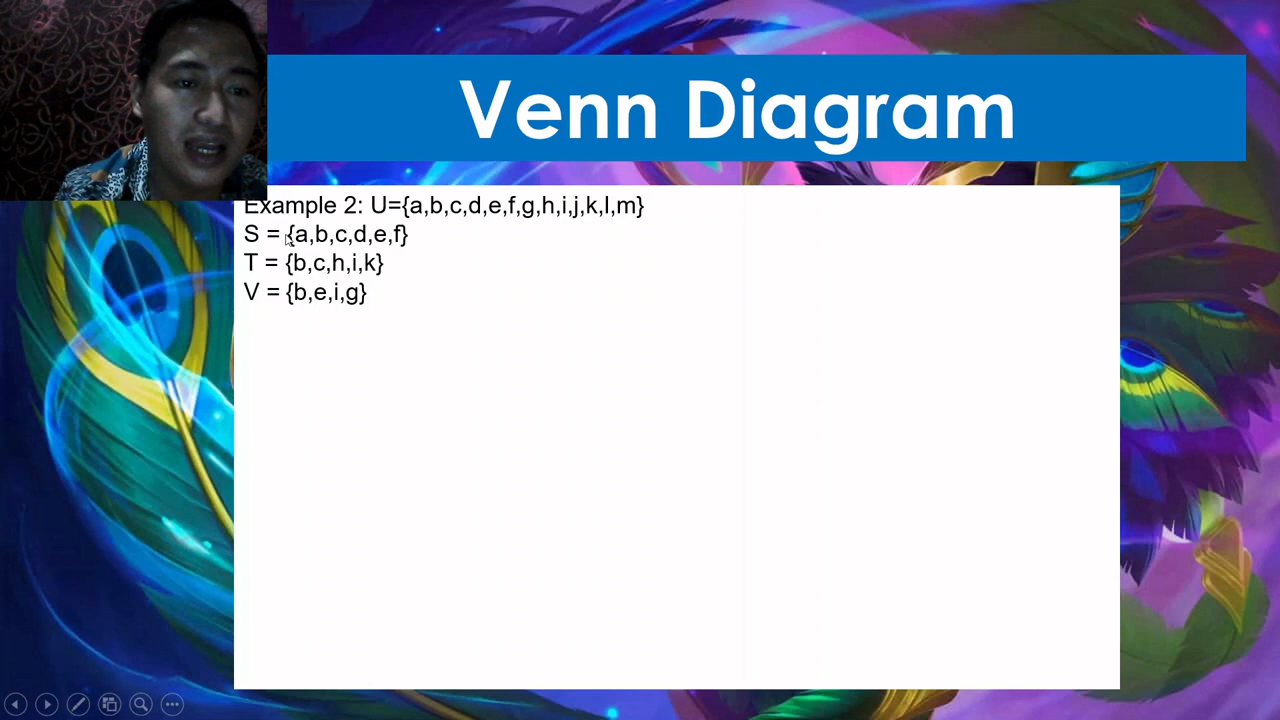 Venn Diagram
Example 2: U={a,b,c,d,e,f,g,h,i,j,k,l,m}
S = {a,b,c,d,e,f}
T = {b,c,h,i,k}
V = {b,e,i,g}